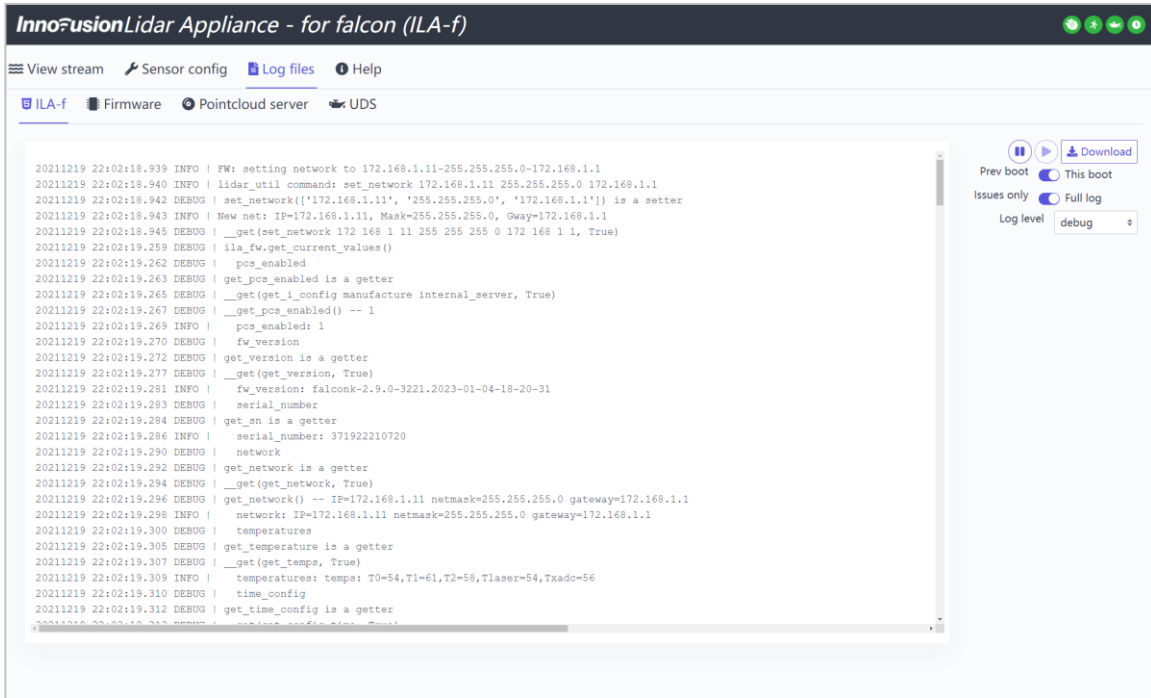 InnoFusion Lidar Appliance - for falcon (ILA-f)
View stream Sensor config Log files Help
ILA-f Firmware Pointcloud server UDS
20211219 22:02:18.939 INFO | FW: setting network to 172.168.1.11-255.255.255.0-172.168.1.1
20211219 22:02:18.940 INFO | lidar_util command: set_network 172.168.1.11 255.255.255.0 172.168.1.1
20211219 22:02:18.942 DEBUG | set_network(['172.168.1.11', '255.255.255.0', '172.168.1.1']) is a setter
20211219 22:02:18.943 INFO | New net: IP=172.168.1.11, Mask=255.255.255.0, Gway=172.168.1.1
20211219 22:02:18.945 DEBUG | __get(set_network 172 168 1 11 255 255 255 0 172 168 1 1, True)
20211219 22:02:19.259 DEBUG | ila_fw.get_current_values()
20211219 22:02:19.262 DEBUG | pcs_enabled
20211219 22:02:19.263 DEBUG | get_pcs_enabled is a getter
20211219 22:02:19.265 DEBUG | __get(get_i_config manufacture internal_server, True)
20211219 22:02:19.267 DEBUG | __get_pcs_enabled() -- 1
20211219 22:02:19.269 INFO | pcs_enabled: 1
20211219 22:02:19.270 DEBUG | fw_version
20211219 22:02:19.272 DEBUG | get_version is a getter
20211219 22:02:19.277 DEBUG | __get(get_version, True)
20211219 22:02:19.281 INFO | fw_version: falconk-2.9.0-3221.2023-01-04-18-20-31
20211219 22:02:19.283 DEBUG | serial_number
20211219 22:02:19.284 DEBUG | get_sn is a getter
20211219 22:02:19.286 INFO | serial_number: 371922210720
20211219 22:02:19.290 DEBUG | network
20211219 22:02:19.292 DEBUG | get_network is a getter
20211219 22:02:19.294 DEBUG | __get(get_network, True)
20211219 22:02:19.296 DEBUG | get_network() -- IP=172.168.1.11 netmask=255.255.255.0 gateway=172.168.1.1
20211219 22:02:19.298 INFO | network: IP=172.168.1.11 netmask=255.255.255.0 gateway=172.168.1.1
20211219 22:02:19.300 DEBUG | temperatures
20211219 22:02:19.305 DEBUG | get_temperature is a getter
20211219 22:02:19.307 DEBUG | __get(get_temps, True)
20211219 22:02:19.309 INFO | temperatures: temps: T0=54,T1=61,T2=58,Tlaser=54,Txadc=56
20211219 22:02:19.310 DEBUG | time_config
20211219 22:02:19.312 DEBUG | get_time_config is a getter
Download
Prev boot This boot
Issues only Full log
Log level debug